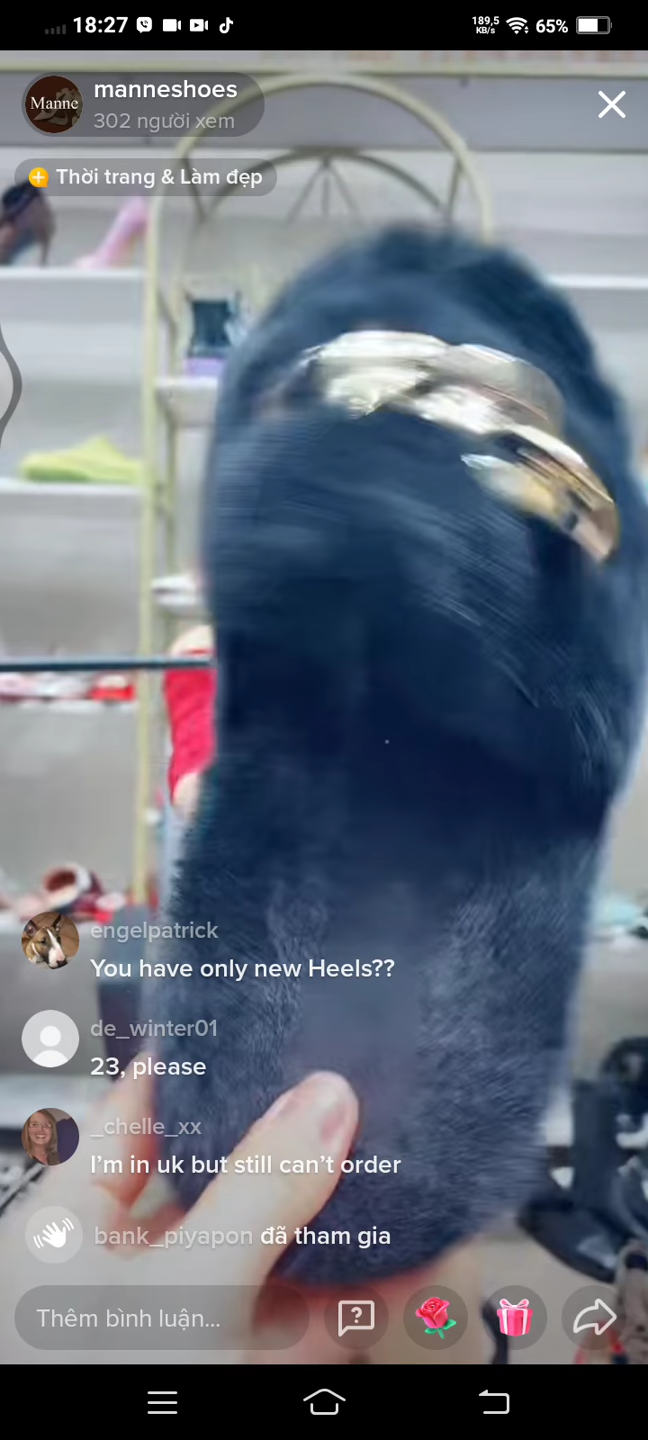 18:27
189,5
KB/s
65%
Manne
manneshoes
302 người xem
Thời trang & Làm đẹp
engelpatrick
You have only new Heels??
de_winter01
23, please
_chelle_xx
I'm in uk but still can't order
bank_piyapon đã tham gia
Thêm bình luận...